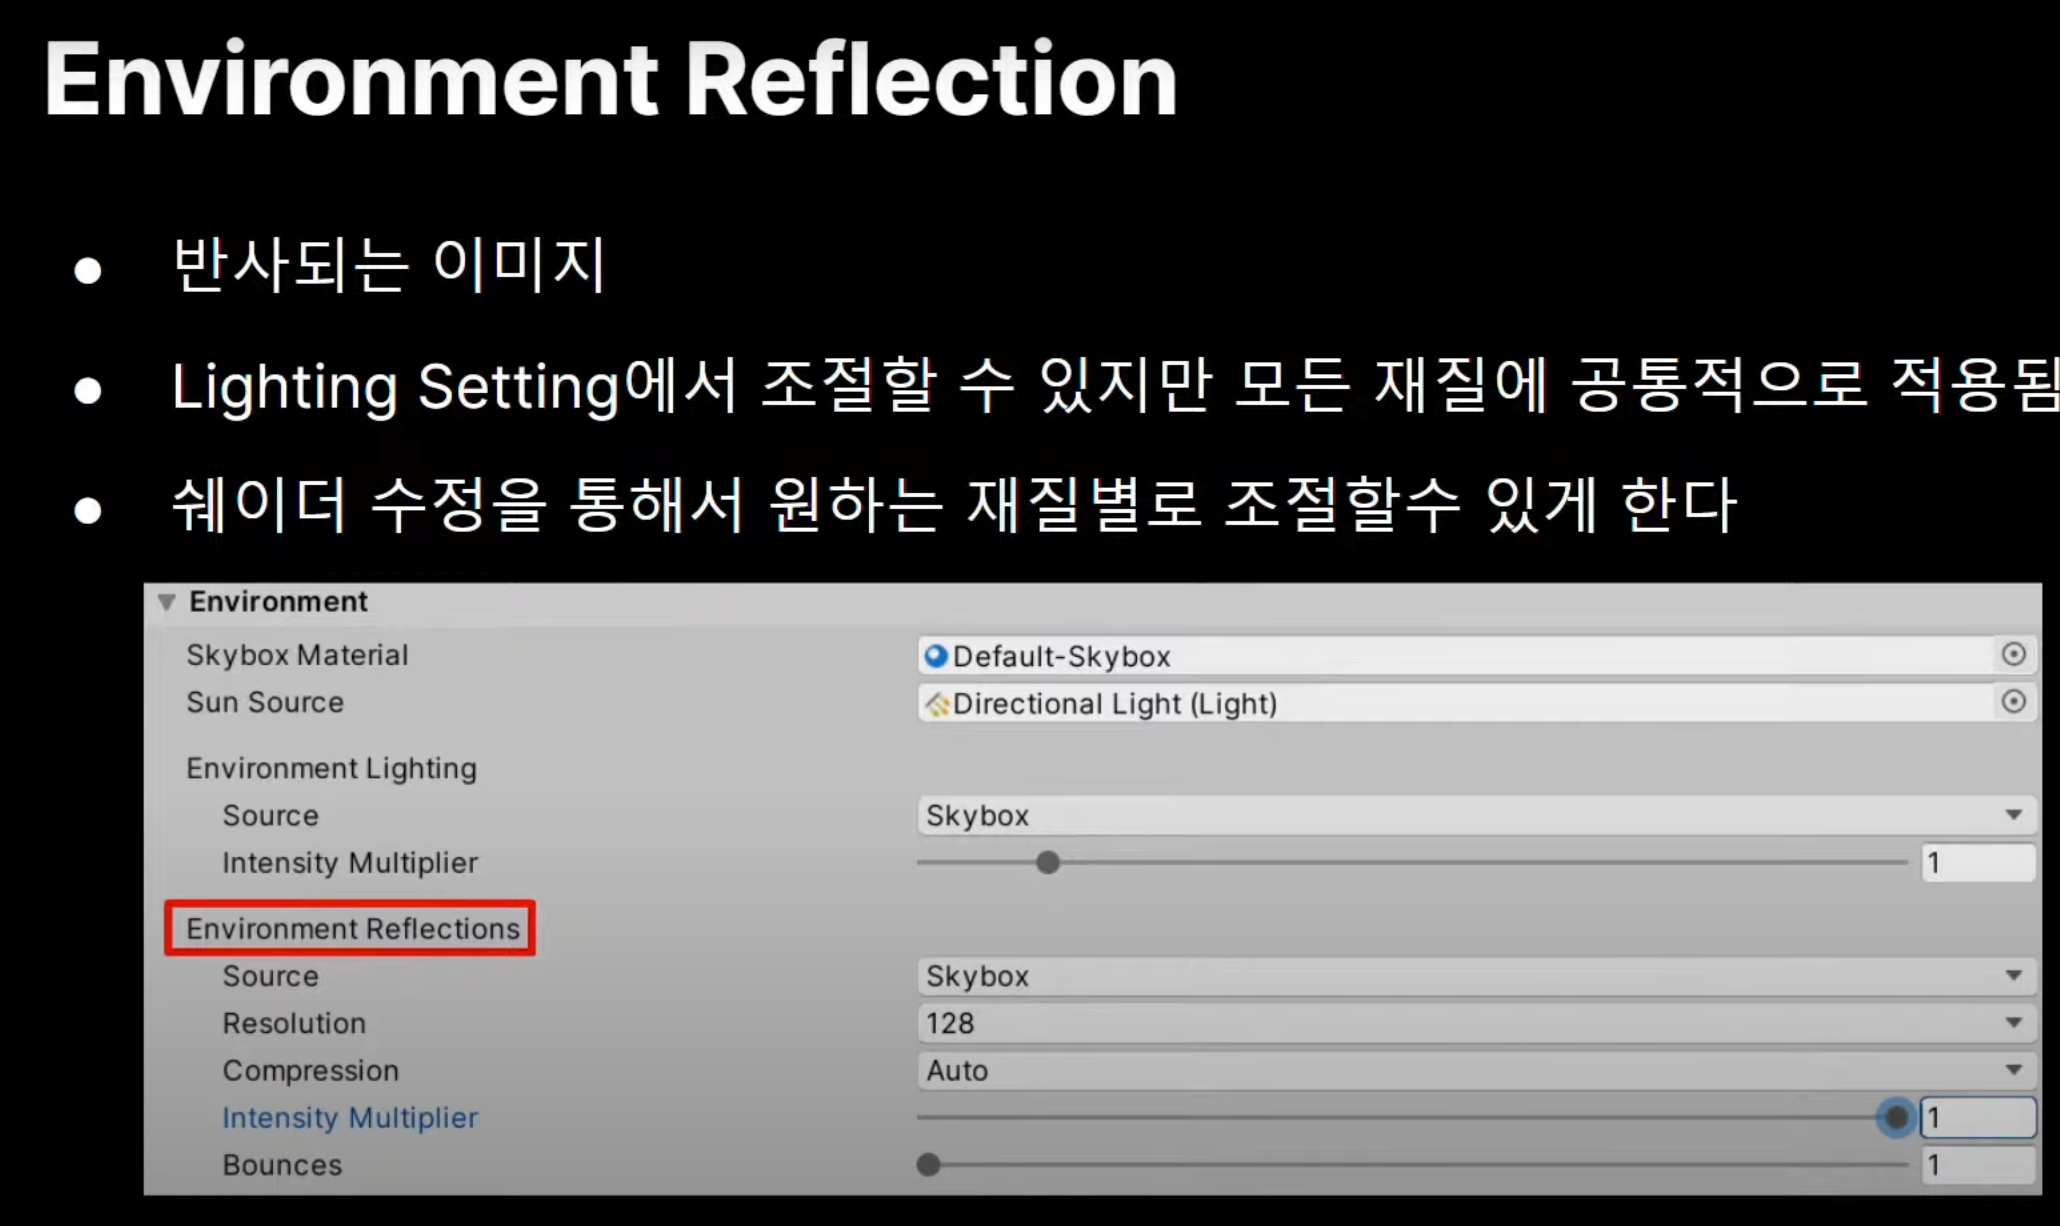 Environment Reflection
● 반사되는 이미지
● Lighting Setting에서 조절할 수 있지만 모든 재질에 공통적으로 적용됨
● 쉐이더 수정을 통해서 원하는 재질별로 조절할수 있게 한다
Environment
Skybox Material Default-Skybox
Sun Source Directional Light (Light)
Environment Lighting
Source Skybox
Intensity Multiplier 1
Environment Reflections
Source Skybox
Resolution 128
Compression Auto
Intensity Multiplier 1
Bounces 1